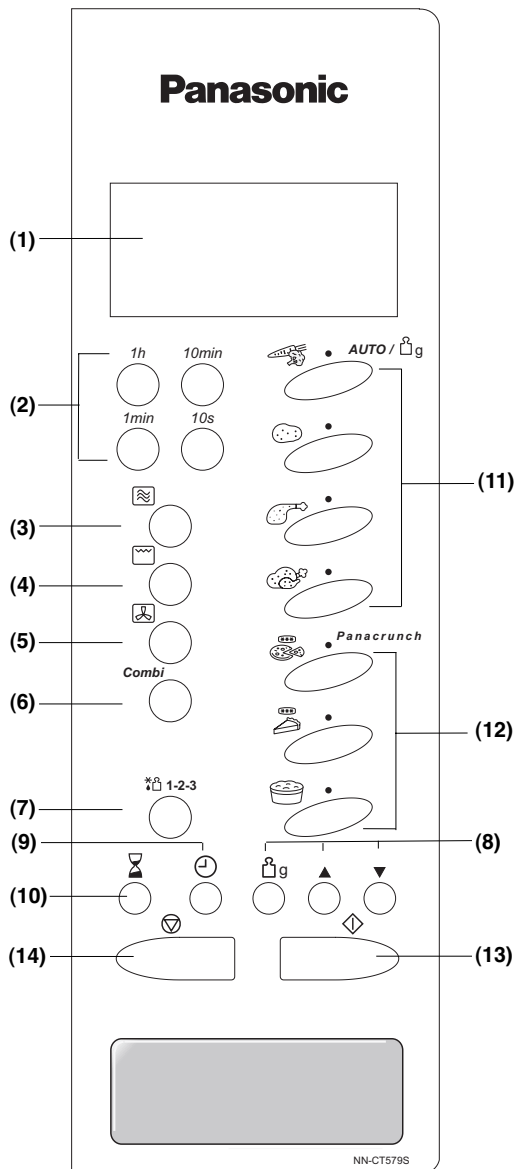 Panasonic
(1)
1h 10min AUTO / g
(2)
1min 10s
(11)
(3)
(4)
(5) Panacrunch
Combi
(6)
(12)
1-2-3
(7)
(9) (8)
g
(10)
(14) (13)
NN-CT579S